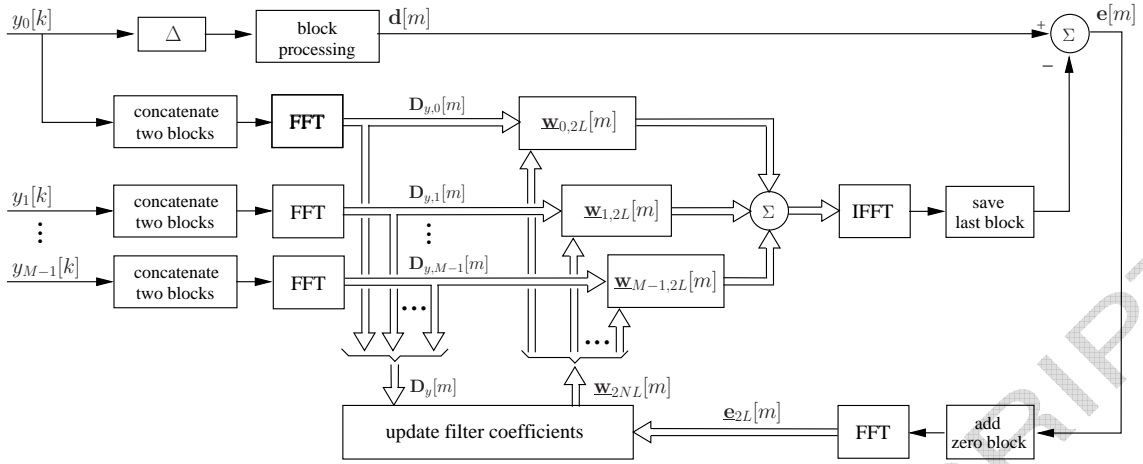 y_0[k]
Δ
block
processing
d[m]
+
Σ
−
e[m]
concatenate
two blocks
FFT
D_{y,0}[m]
w_{0,2L}[m]
y_1[k]
concatenate
two blocks
FFT
D_{y,1}[m]
w_{1,2L}[m]
Σ
IFFT
save
last block
y_{M−1}[k]
concatenate
two blocks
FFT
D_{y,M−1}[m]
w_{M−1,2L}[m]
D_y[m]
w_{2NL}[m]
update filter coefficients
e_{2L}[m]
FFT
add
zero block